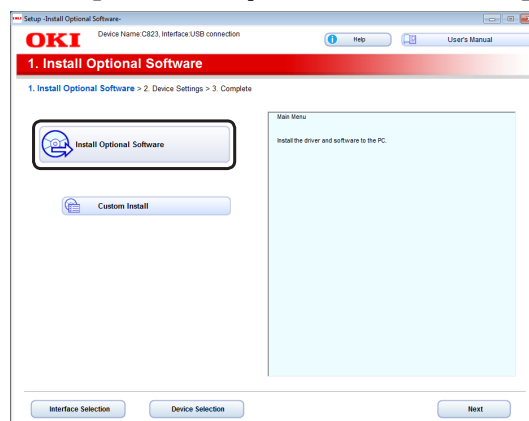 Setup -Install Optional Software-
OKI
Device Name:C823, Interface:USB connection
Help
User's Manual
1. Install Optional Software
1. Install Optional Software > 2. Device Settings > 3. Complete
Install Optional Software
Custom Install
Main Menu
Install the driver and software to the PC.
Interface Selection
Device Selection
Next